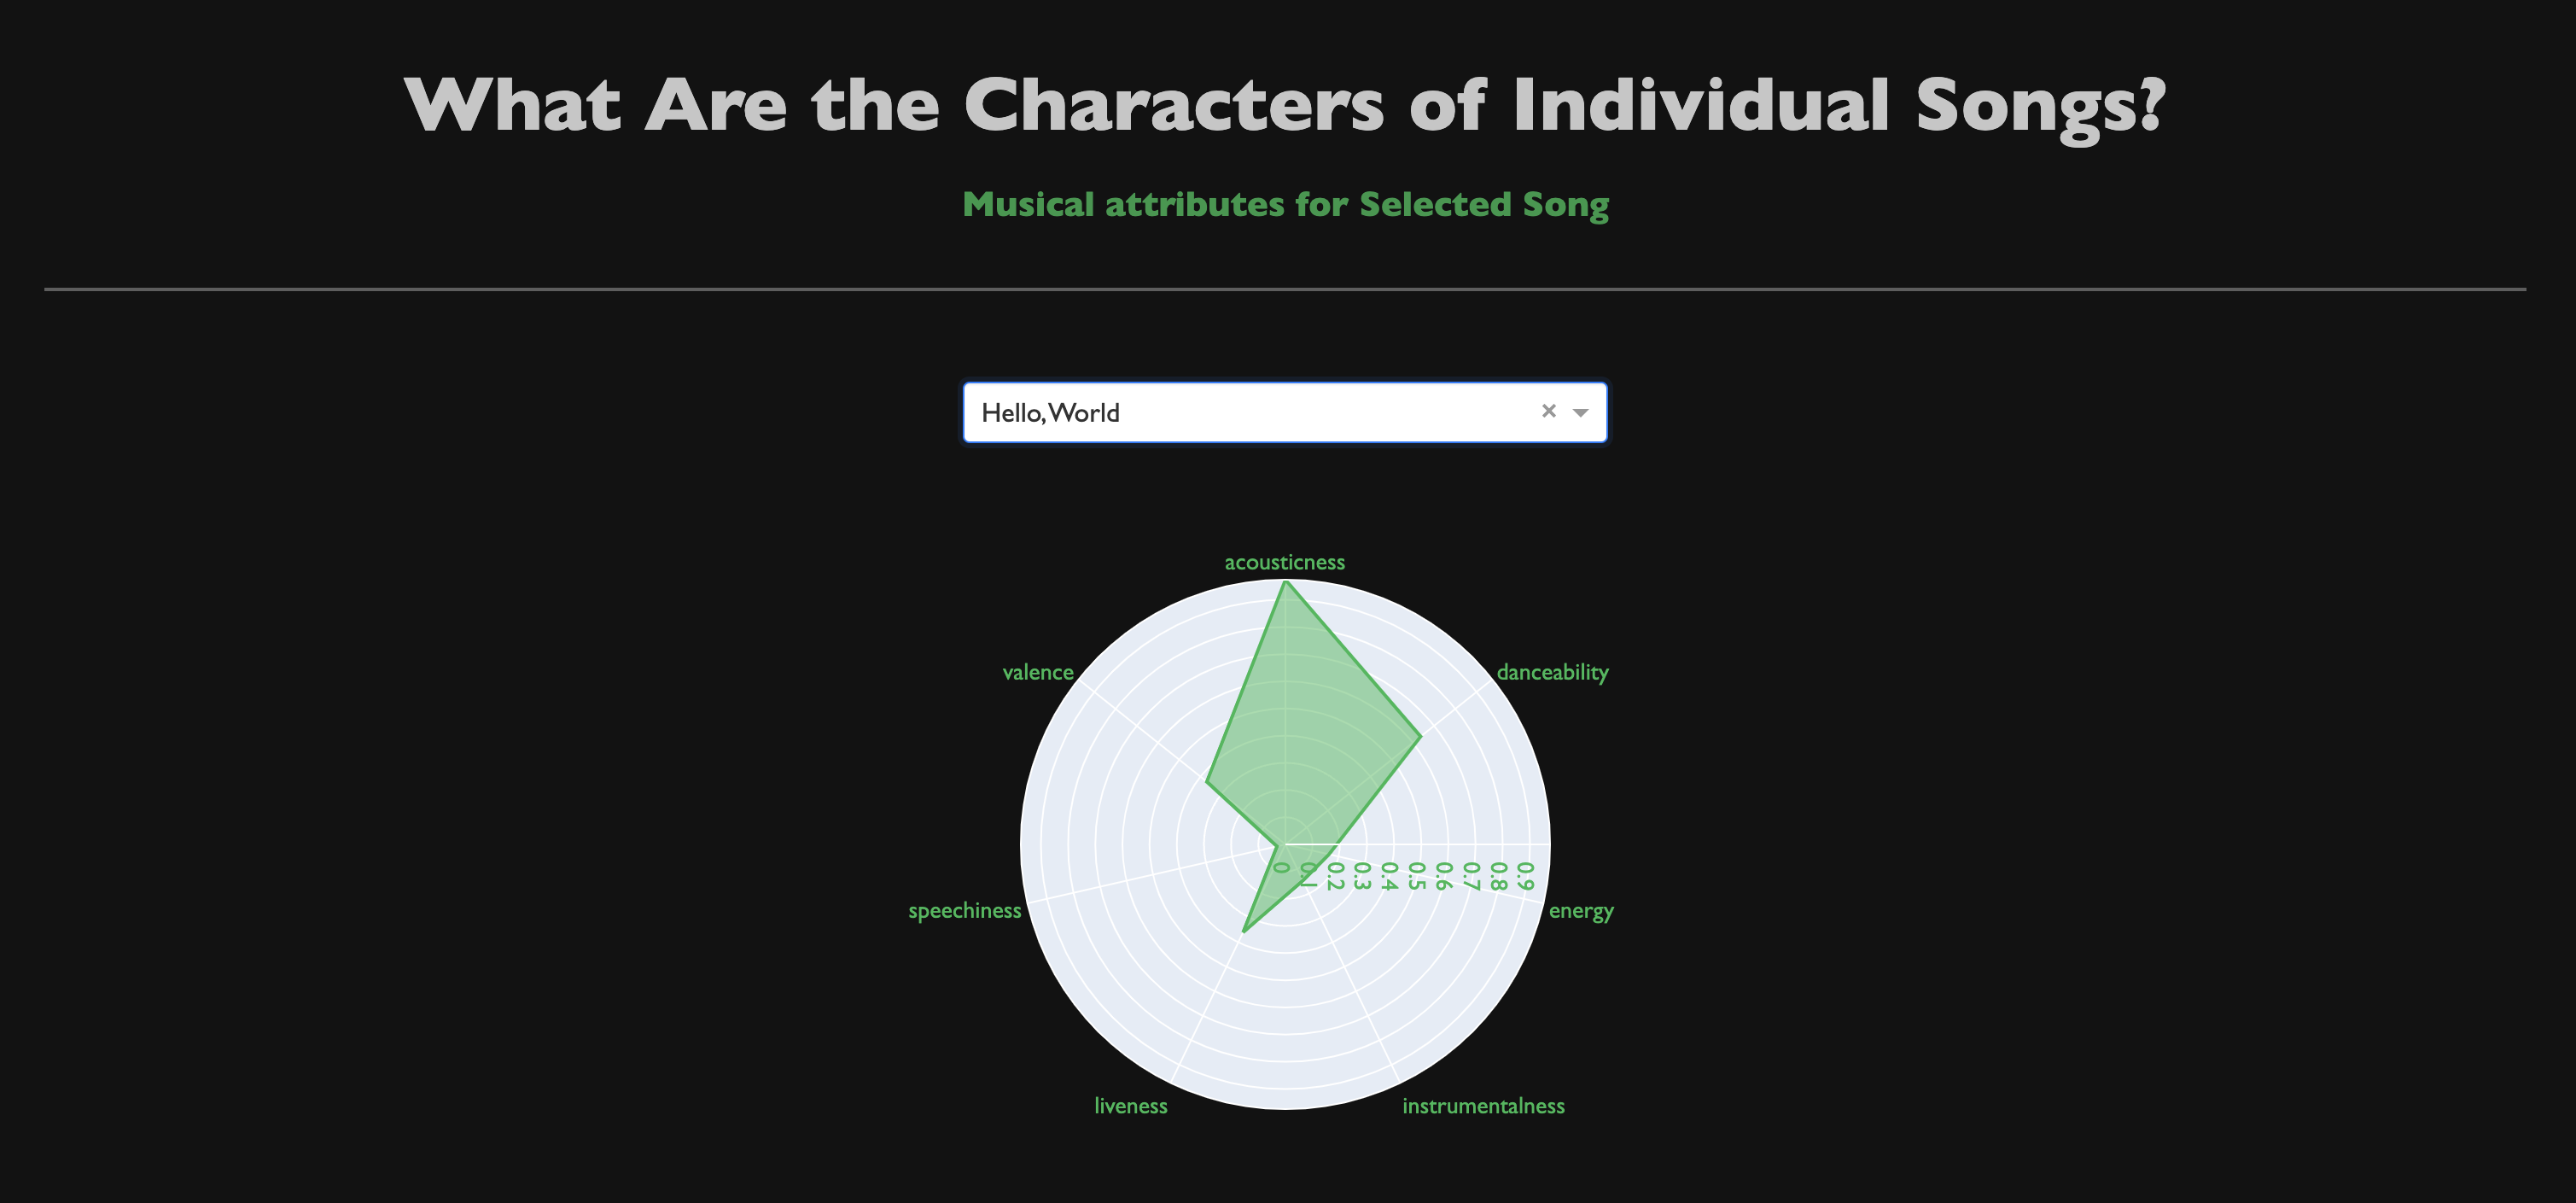 What Are the Characters of Individual Songs?
Musical attributes for Selected Song
Hello, World
acousticness
valence
danceability
0 0.1 0.2 0.3 0.4 0.5 0.6 0.7 0.8 0.9
speechiness
energy
liveness
instrumentalness